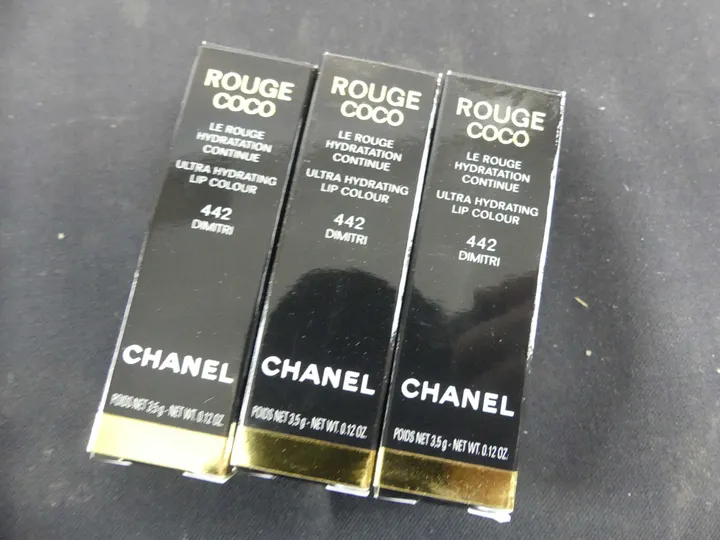 ROUGE
COCO
LE ROUGE
HYDRATATION
CONTINUE
ULTRA HYDRATING
LIP COLOUR
442
DIMITRI
CHANEL
POIDS NET 3,5 g - NET WT. 0.12 OZ.
ROUGE
COCO
LE ROUGE
HYDRATATION
CONTINUE
ULTRA HYDRATING
LIP COLOUR
442
DIMITRI
CHANEL
POIDS NET 3,5 g - NET WT. 0.12 OZ.
ROUGE
COCO
LE ROUGE
HYDRATATION
CONTINUE
ULTRA HYDRATING
LIP COLOUR
442
DIMITRI
CHANEL
POIDS NET 3,5 g - NET WT. 0.12 OZ.